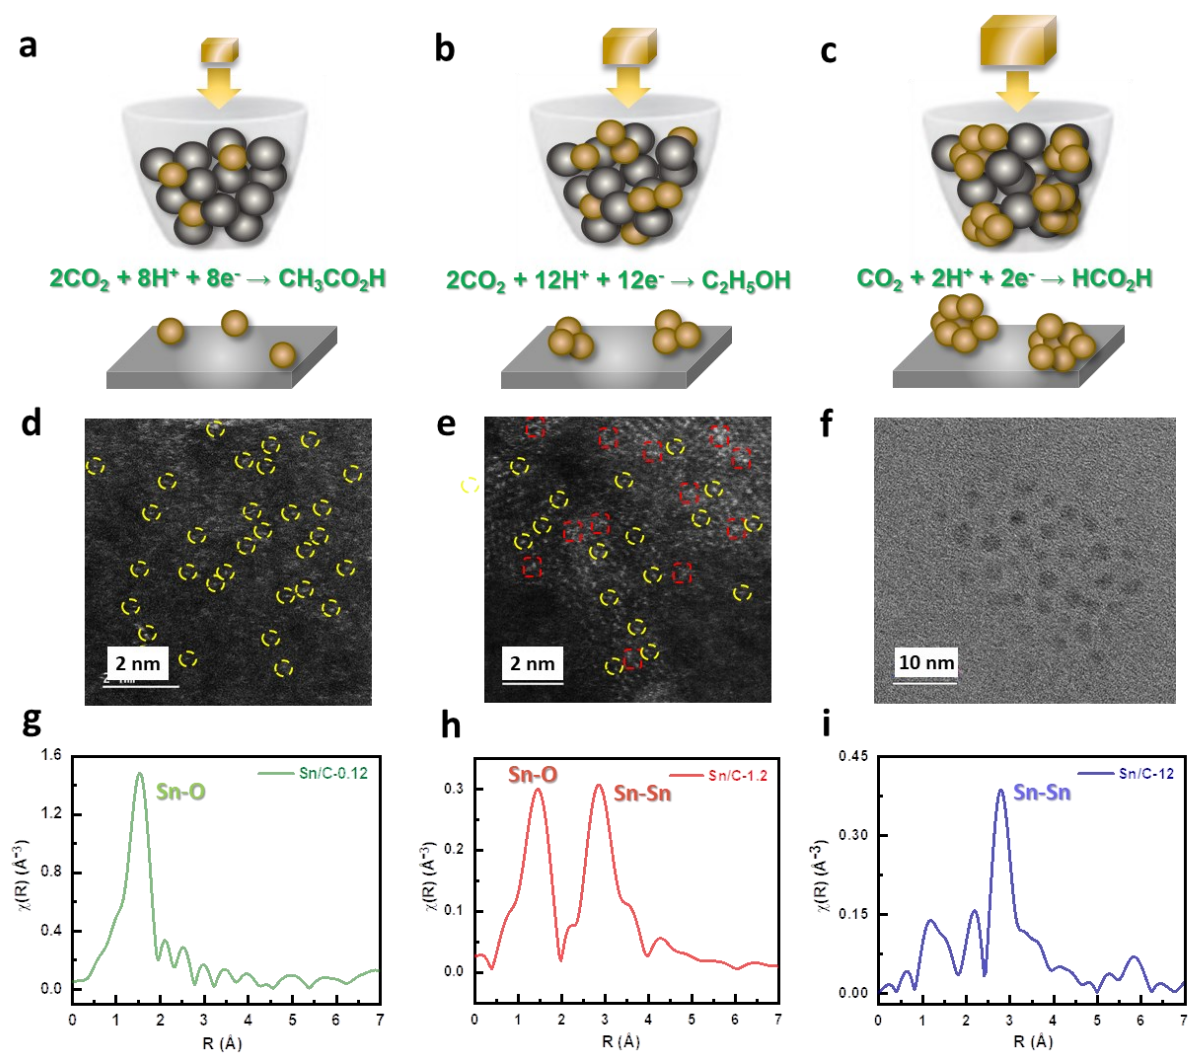 a
b
c
2CO₂ + 8H⁺ + 8e⁻ → CH₃CO₂H
2CO₂ + 12H⁺ + 12e⁻ → C₂H₅OH
CO₂ + 2H⁺ + 2e⁻ → HCO₂H
d
e
f
2 nm
2 nm
10 nm
g
h
i
Sn/C-0.12
Sn-O
1.6
1.2
0.8
0.4
0.0
χ(R) (Å⁻³)
0 1 2 3 4 5 6 7
R (Å)
Sn/C-1.2
Sn-O
Sn-Sn
0.3
0.2
0.1
0.0
χ(R) (Å⁻³)
0 1 2 3 4 5 6 7
R (Å)
Sn/C-12
Sn-Sn
0.45
0.30
0.15
0.00
χ(R) (Å⁻³)
0 1 2 3 4 5 6 7
R (Å)